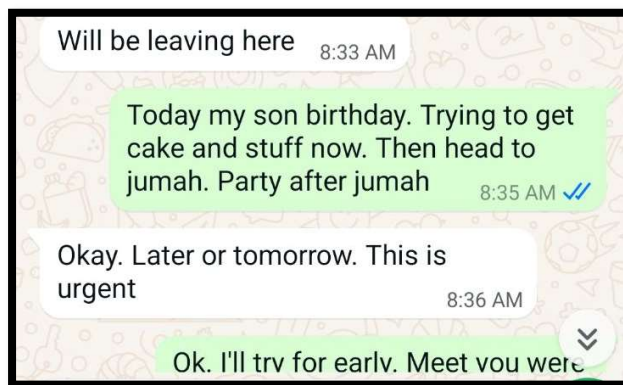 Will be leaving here
8:33 AM
Today my son birthday. Trying to get
cake and stuff now. Then head to
jumah. Party after jumah
8:35 AM
Okay. Later or tomorrow. This is
urgent
8:36 AM
Ok. I'll try for early. Meet you were